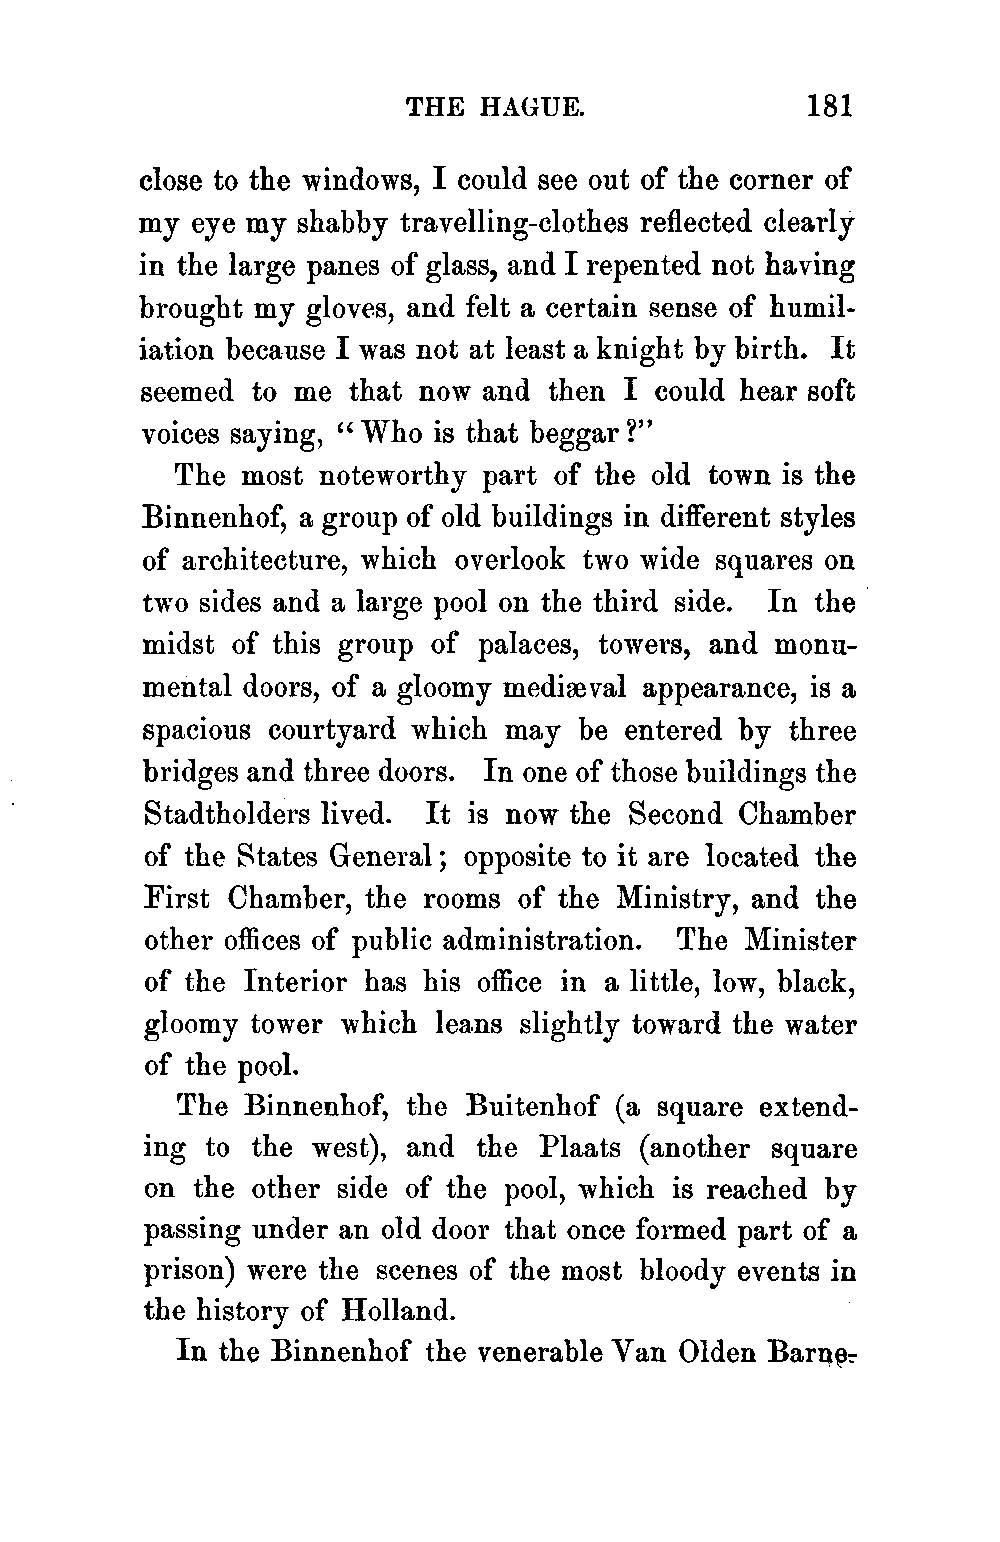 THE HAGUE. 181
close to the windows, I could see out of the corner of
my eye my shabby travelling-clothes reflected clearly
in the large panes of glass, and I repented not having
brought my gloves, and felt a certain sense of humil-
iation because I was not at least a knight by birth. It
seemed to me that now and then I could hear soft
voices saying, “Who is that beggar?”
The most noteworthy part of the old town is the
Binnenhof, a group of old buildings in different styles
of architecture, which overlook two wide squares on
two sides and a large pool on the third side. In the
midst of this group of palaces, towers, and monu-
mental doors, of a gloomy mediæval appearance, is a
spacious courtyard which may be entered by three
bridges and three doors. In one of those buildings the
Stadtholders lived. It is now the Second Chamber
of the States General; opposite to it are located the
First Chamber, the rooms of the Ministry, and the
other offices of public administration. The Minister
of the Interior has his office in a little, low, black,
gloomy tower which leans slightly toward the water
of the pool.
The Binnenhof, the Buitenhof (a square extend-
ing to the west), and the Plaats (another square
on the other side of the pool, which is reached by
passing under an old door that once formed part of a
prison) were the scenes of the most bloody events in
the history of Holland.
In the Binnenhof the venerable Van Olden Barne-